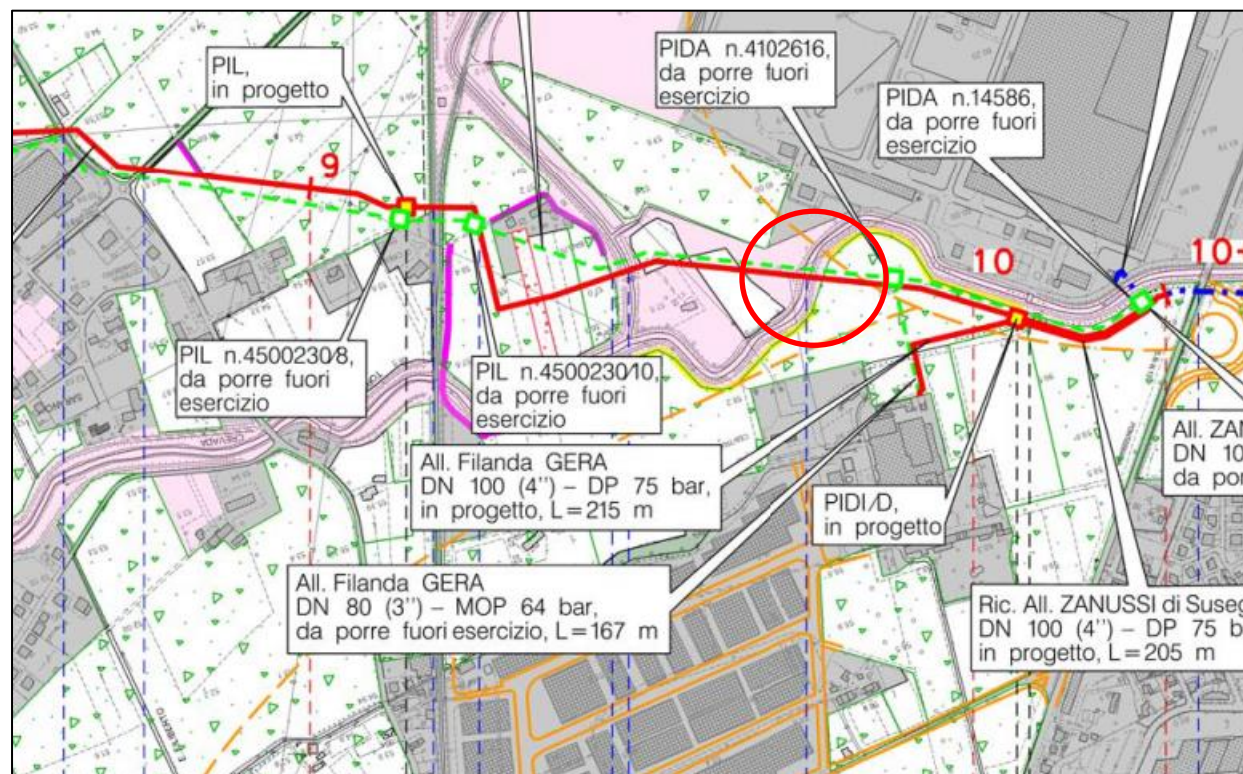 PIL,
in progetto
PIDA n.4102616,
da porre fuori
esercizio
PIDA n.14586,
da porre fuori
esercizio
9
10
10-
PIL n.4500230/8,
da porre fuori
esercizio
PIL n.4500230/10,
da porre fuori
esercizio
CREVADA
All. Filanda GERA
DN 100 (4'') – DP 75 bar,
in progetto, L=215 m
PIDI/D,
in progetto
All. ZAN
DN 10
da por
All. Filanda GERA
DN 80 (3'') – MOP 64 bar,
da porre fuori esercizio, L=167 m
Ric. All. ZANUSSI di Suseg
DN 100 (4'') – DP 75 b
in progetto, L=205 m